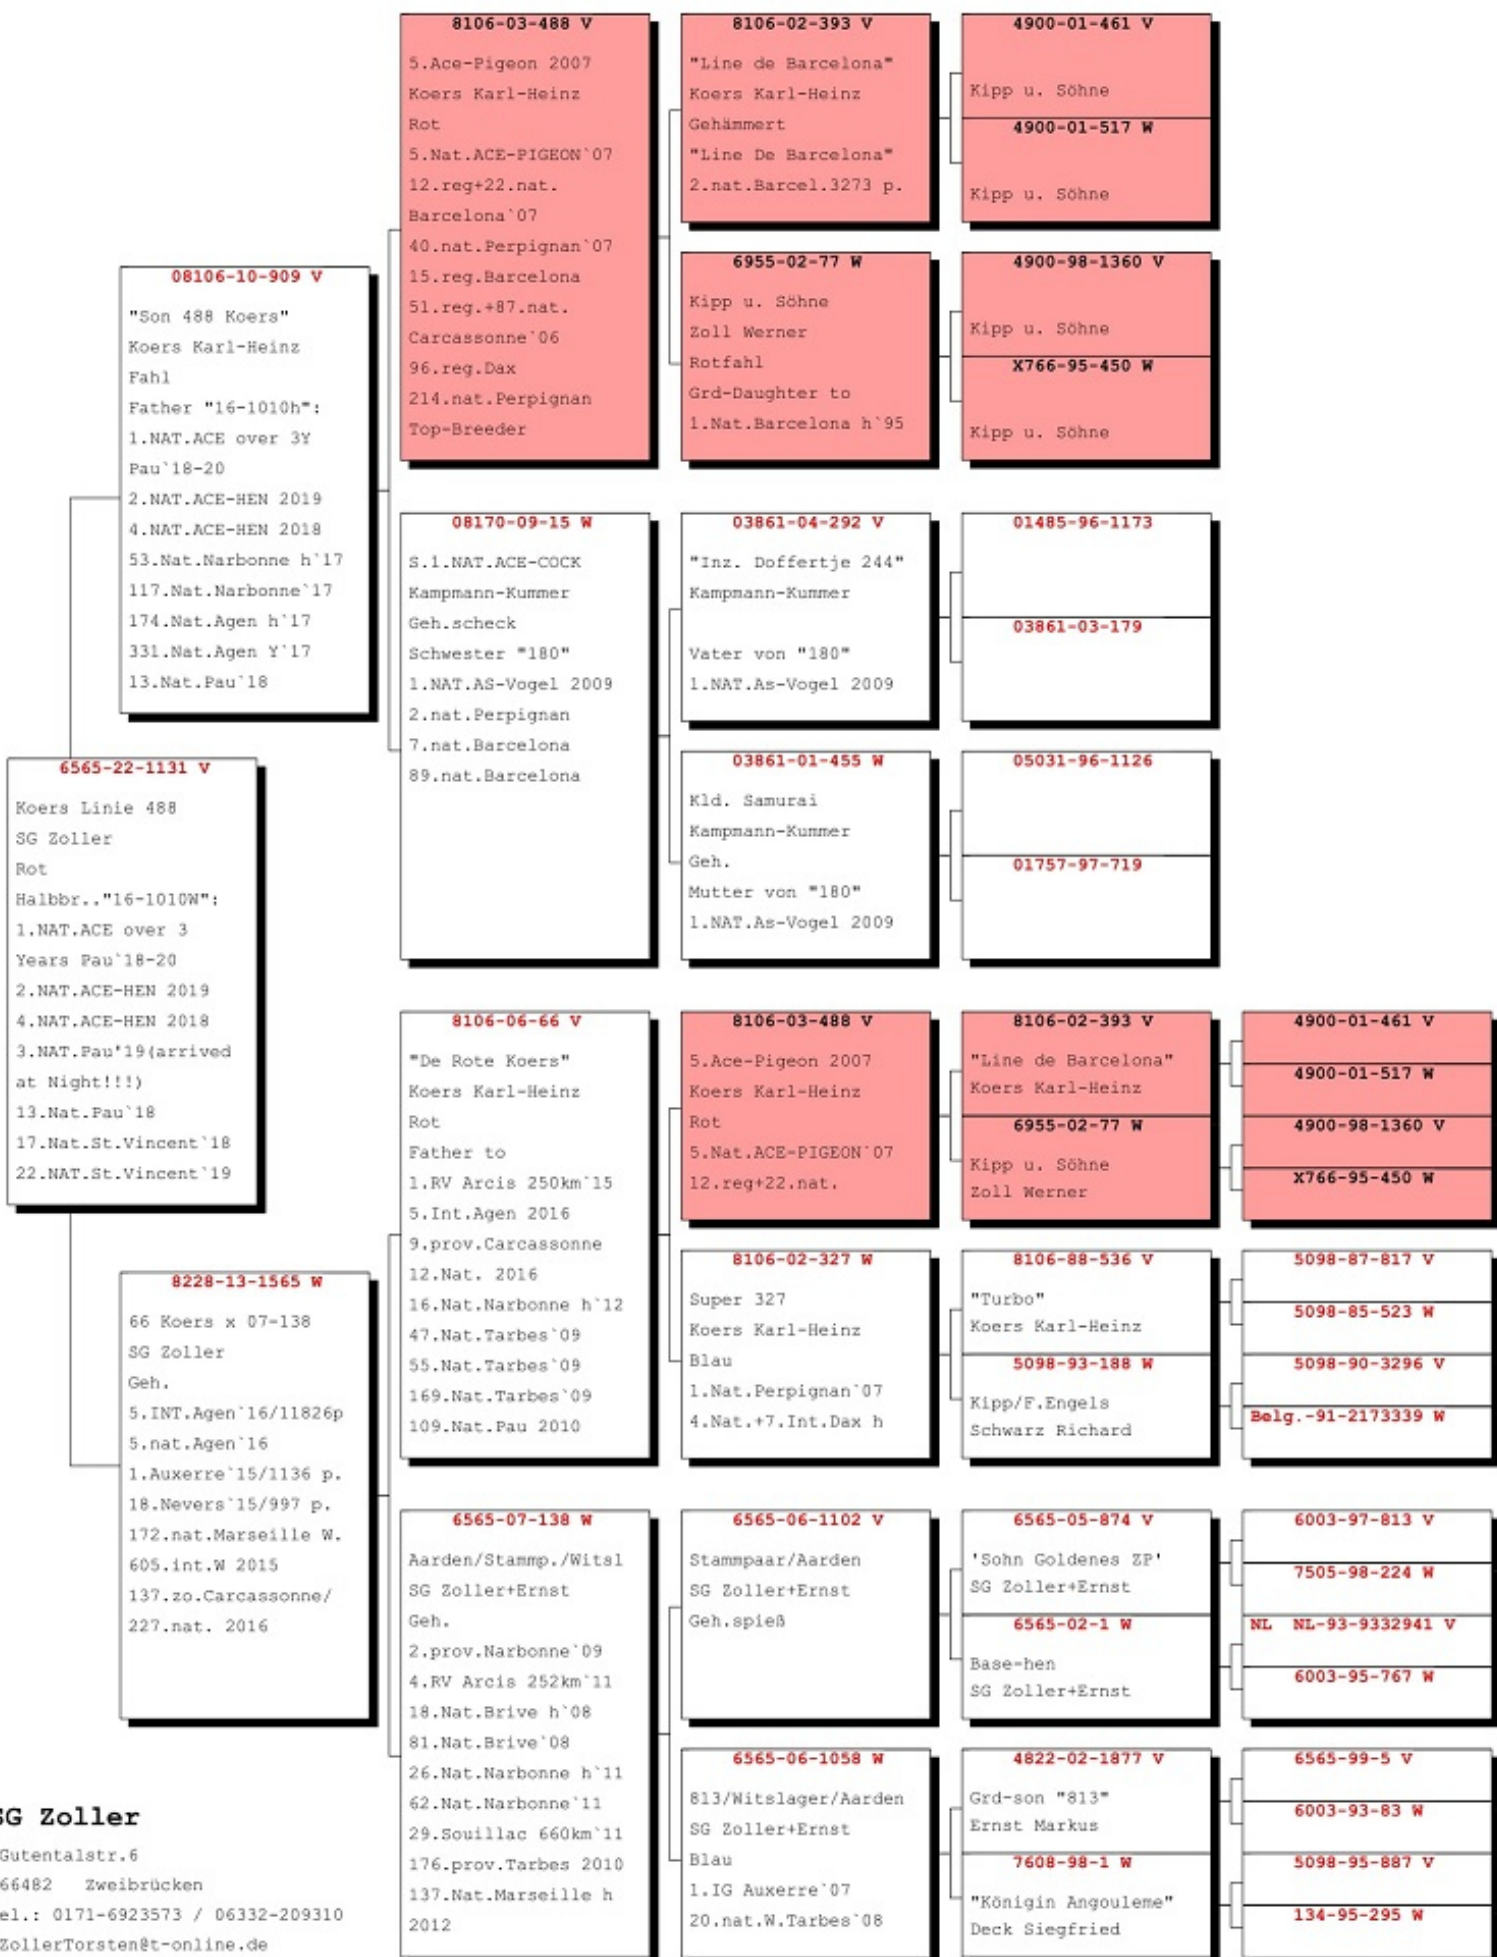 6565-22-1131 V
Koers Linie 488
SG Zoller
Rot
Halbbr.."16-1010W":
1.NAT.ACE over 3
Years Pau`18-20
2.NAT.ACE-HEN 2019
4.NAT.ACE-HEN 2018
3.NAT.Pau'19(arrived
at Night!!!)
13.Nat.Pau`18
17.Nat.St.Vincent`18
22.NAT.St.Vincent`19
08106-10-909 V
"Son 488 Koers"
Koers Karl-Heinz
Fahl
Father "16-1010h":
1.NAT.ACE over 3Y
Pau`18-20
2.NAT.ACE-HEN 2019
4.NAT.ACE-HEN 2018
53.Nat.Narbonne h`17
117.Nat.Narbonne`17
174.Nat.Agen h`17
331.Nat.Agen Y`17
13.Nat.Pau`18
8228-13-1565 W
66 Koers x 07-138
SG Zoller
Geh.
5.INT.Agen`16/11826p
5.nat.Agen`16
1.Auxerre`15/1136 p.
18.Nevers`15/997 p.
172.nat.Marseille W.
605.int.W 2015
137.zo.Carcassonne/
227.nat. 2016
8106-03-488 V
5.Ace-Pigeon 2007
Koers Karl-Heinz
Rot
5.Nat.ACE-PIGEON`07
12.reg+22.nat.
Barcelona`07
40.nat.Perpignan`07
15.reg.Barcelona
51.reg.+87.nat.
Carcassonne`06
96.reg.Dax
214.nat.Perpignan
Top-Breeder
08170-09-15 W
S.1.NAT.ACE-COCK
Kampmann-Kummer
Geh.scheck
Schwester "180"
1.NAT.AS-Vogel 2009
2.nat.Perpignan
7.nat.Barcelona
89.nat.Barcelona
8106-06-66 V
"De Rote Koers"
Koers Karl-Heinz
Rot
Father to
1.RV Arcis 250km`15
5.Int.Agen 2016
9.prov.Carcassonne
12.Nat. 2016
16.Nat.Narbonne h`12
47.Nat.Tarbes`09
55.Nat.Tarbes`09
169.Nat.Tarbes`09
109.Nat.Pau 2010
6565-07-138 W
Aarden/Stammp./Witsl
SG Zoller+Ernst
Geh.
2.prov.Narbonne`09
4.RV Arcis 252km`11
18.Nat.Brive h`08
81.Nat.Brive`08
26.Nat.Narbonne h`11
62.Nat.Narbonne`11
29.Souillac 660km`11
176.prov.Tarbes 2010
137.Nat.Marseille h
2012
8106-02-393 V
"Line de Barcelona"
Koers Karl-Heinz
Gehämmert
"Line De Barcelona"
2.nat.Barcel.3273 p.
6955-02-77 W
Kipp u. Söhne
Zoll Werner
Rotfahl
Grd-Daughter to
1.Nat.Barcelona h`95
03861-04-292 V
"Inz. Doffertje 244"
Kampmann-Kummer
Vater von "180"
1.NAT.As-Vogel 2009
03861-01-455 W
Kld. Samurai
Kampmann-Kummer
Geh.
Mutter von "180"
1.NAT.As-Vogel 2009
8106-03-488 V
5.Ace-Pigeon 2007
Koers Karl-Heinz
Rot
5.Nat.ACE-PIGEON`07
12.reg+22.nat.
8106-02-327 W
Super 327
Koers Karl-Heinz
Blau
1.Nat.Perpignan`07
4.Nat.+7.Int.Dax h
6565-06-1102 V
Stammpaar/Aarden
SG Zoller+Ernst
Geh.spieß
6565-06-1058 W
813/Witslager/Aarden
SG Zoller+Ernst
Blau
1.IG Auxerre`07
20.nat.W.Tarbes`08
4900-01-461 V
Kipp u. Söhne
4900-01-517 W
Kipp u. Söhne
4900-98-1360 V
Kipp u. Söhne
X766-95-450 W
Kipp u. Söhne
01485-96-1173
03861-03-179
05031-96-1126
01757-97-719
8106-02-393 V
"Line de Barcelona"
Koers Karl-Heinz
6955-02-77 W
Kipp u. Söhne
Zoll Werner
8106-88-536 V
"Turbo"
Koers Karl-Heinz
5098-93-188 W
Kipp/F.Engels
Schwarz Richard
6565-05-874 V
'Sohn Goldenes ZP'
SG Zoller+Ernst
6565-02-1 W
Base-hen
SG Zoller+Ernst
4822-02-1877 V
Grd-son "813"
Ernst Markus
7608-98-1 W
"Königin Angouleme"
Deck Siegfried
4900-01-461 V
4900-01-517 W
4900-98-1360 V
X766-95-450 W
5098-87-817 V
5098-85-523 W
5098-90-3296 V
Belg.-91-2173339 W
6003-97-813 V
7505-98-224 W
NL NL-93-9332941 V
6003-95-767 W
6565-99-5 V
6003-93-83 W
5098-95-887 V
134-95-295 W
SG Zoller
Gutentalstr.6
66482 Zweibrücken
el.: 0171-6923573 / 06332-209310
ZollerTorsten@t-online.de